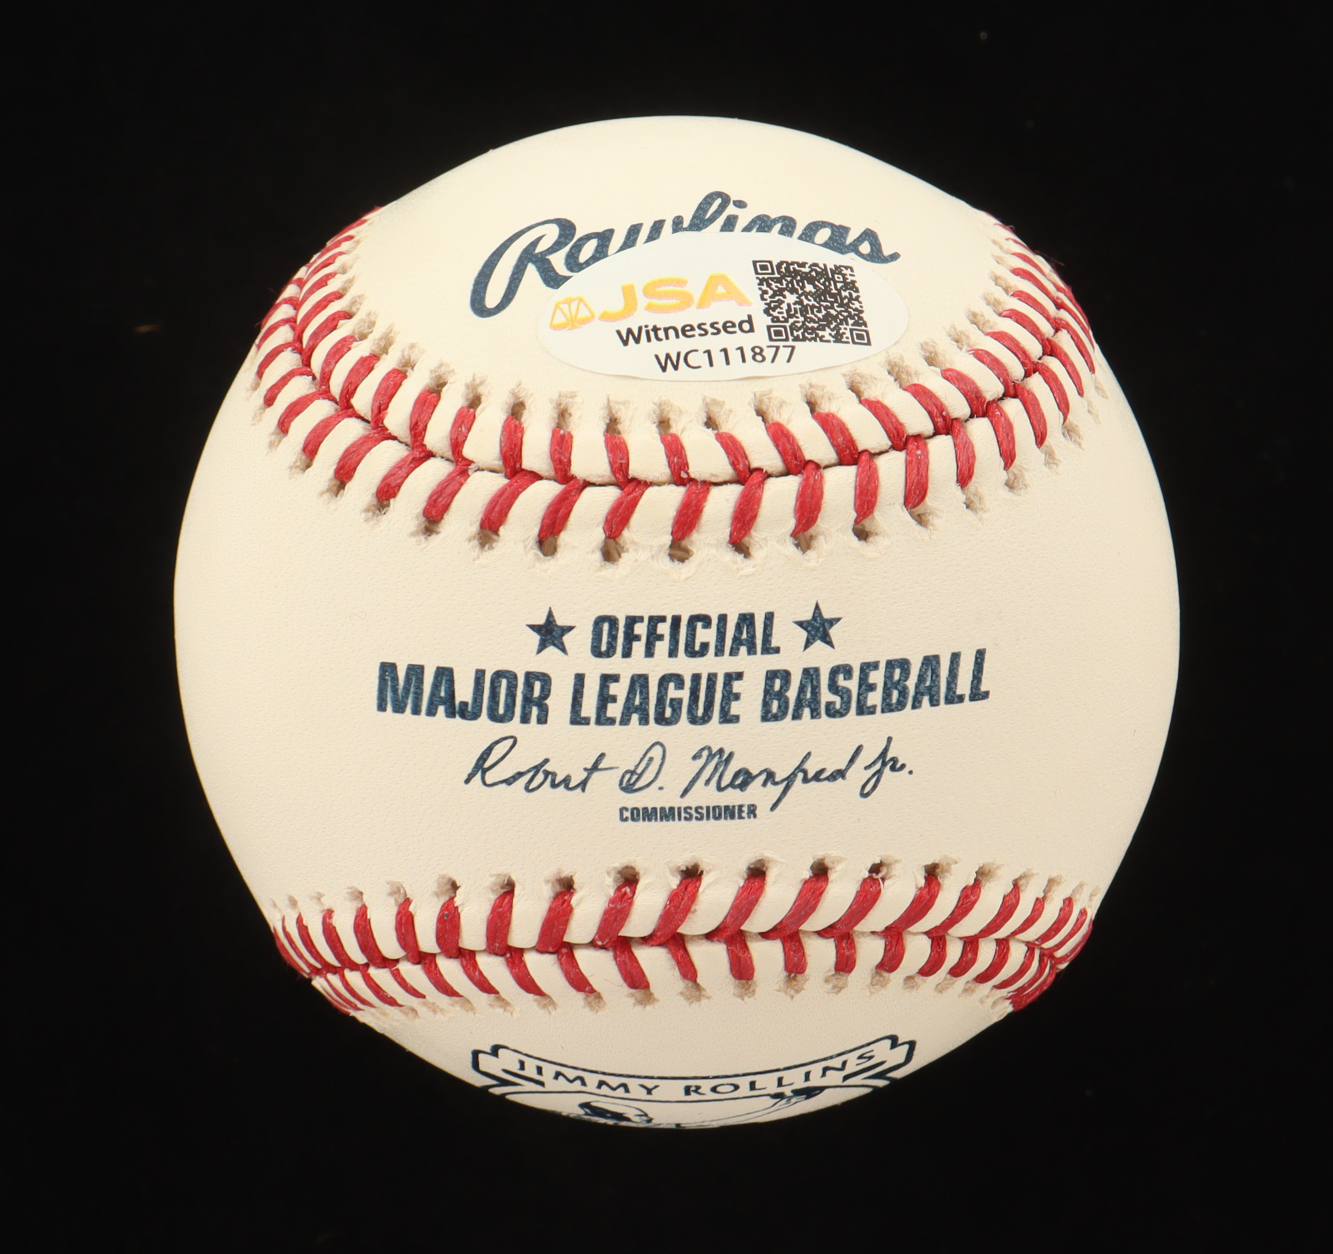 Rawlings
JSA
Witnessed
WC111877
★ OFFICIAL ★
MAJOR LEAGUE BASEBALL
Robert D. Manfred Jr.
COMMISSIONER
JIMMY ROLLINS